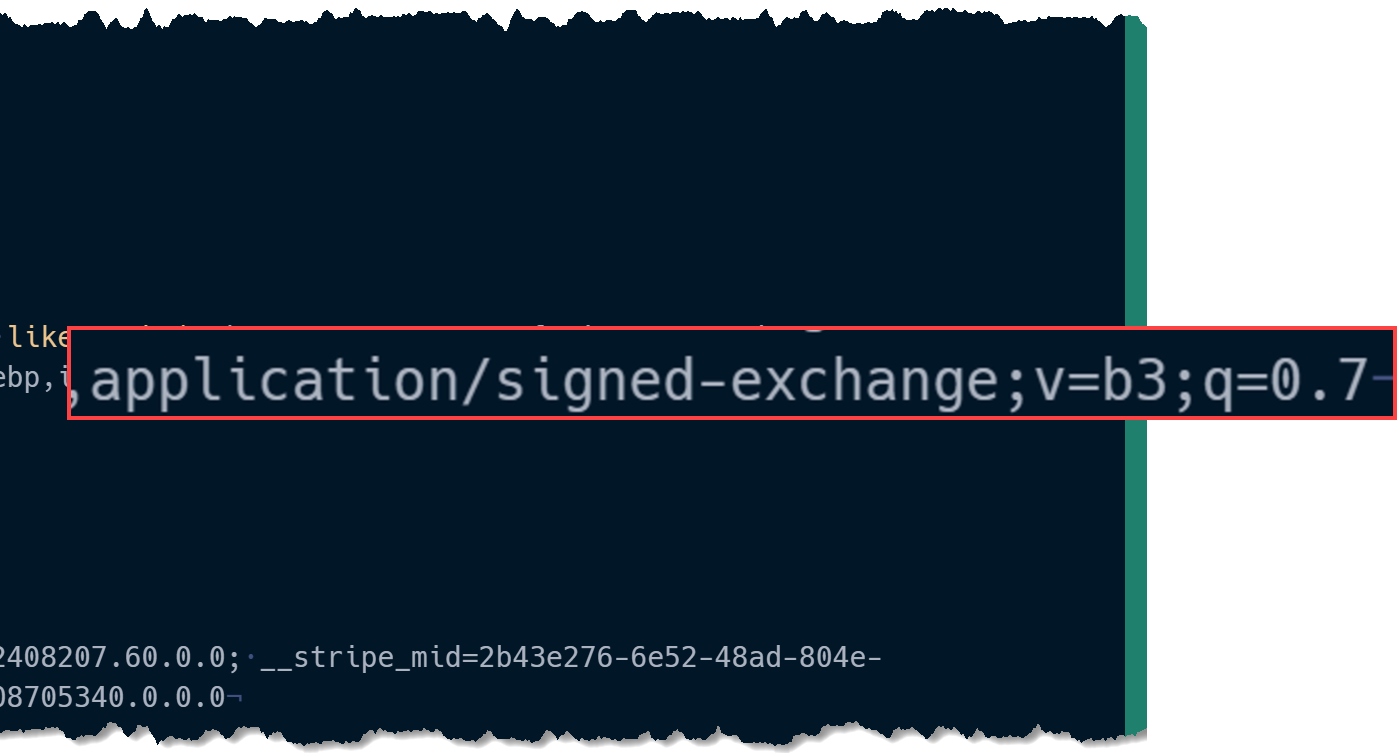 like
ebp,i
,application/signed-exchange;v=b3;q=0.7¬
2408207.60.0.0;·__stripe_mid=2b43e276-6e52-48ad-804e-
08705340.0.0.0¬